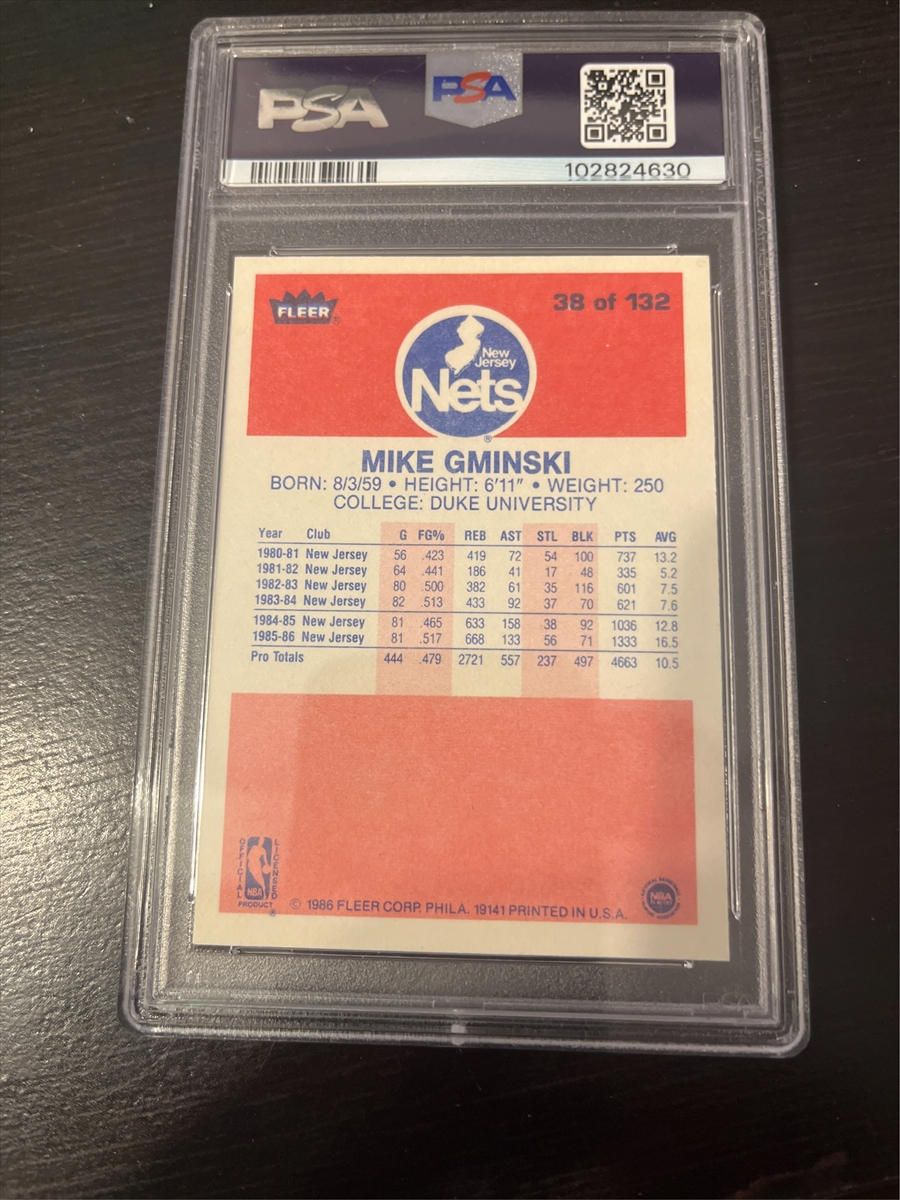 PSA PSA
102824630
FLEER 38 of 132
New
Jersey
Nets
MIKE GMINSKI
BORN: 8/3/59 • HEIGHT: 6'11" • WEIGHT: 250
COLLEGE: DUKE UNIVERSITY
Year Club G FG% REB AST STL BLK PTS AVG
1980-81 New Jersey 56 .423 419 72 54 100 737 13.2
1981-82 New Jersey 64 .441 186 41 17 48 335 5.2
1982-83 New Jersey 80 .500 382 61 35 116 601 7.5
1983-84 New Jersey 82 .513 433 92 37 70 621 7.6
1984-85 New Jersey 81 .465 633 158 38 92 1036 12.8
1985-86 New Jersey 81 .517 668 133 56 71 1333 16.5
Pro Totals 444 .479 2721 557 237 497 4663 10.5
OFFICIAL LICENSED
NBA
PRODUCT
NBA
© 1986 FLEER CORP. PHILA. 19141 PRINTED IN U.S.A.
PSA